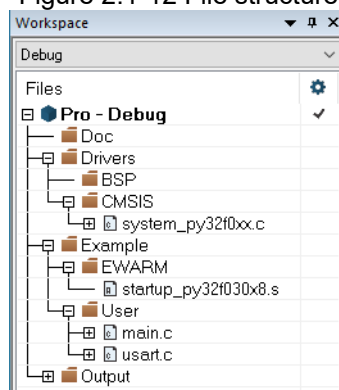 Figure 2.1-12 File structure
Workspace
Debug
Files
Pro - Debug
Doc
Drivers
BSP
CMSIS
system_py32f0xx.c
Example
EWARM
startup_py32f030x8.s
User
main.c
usart.c
Output